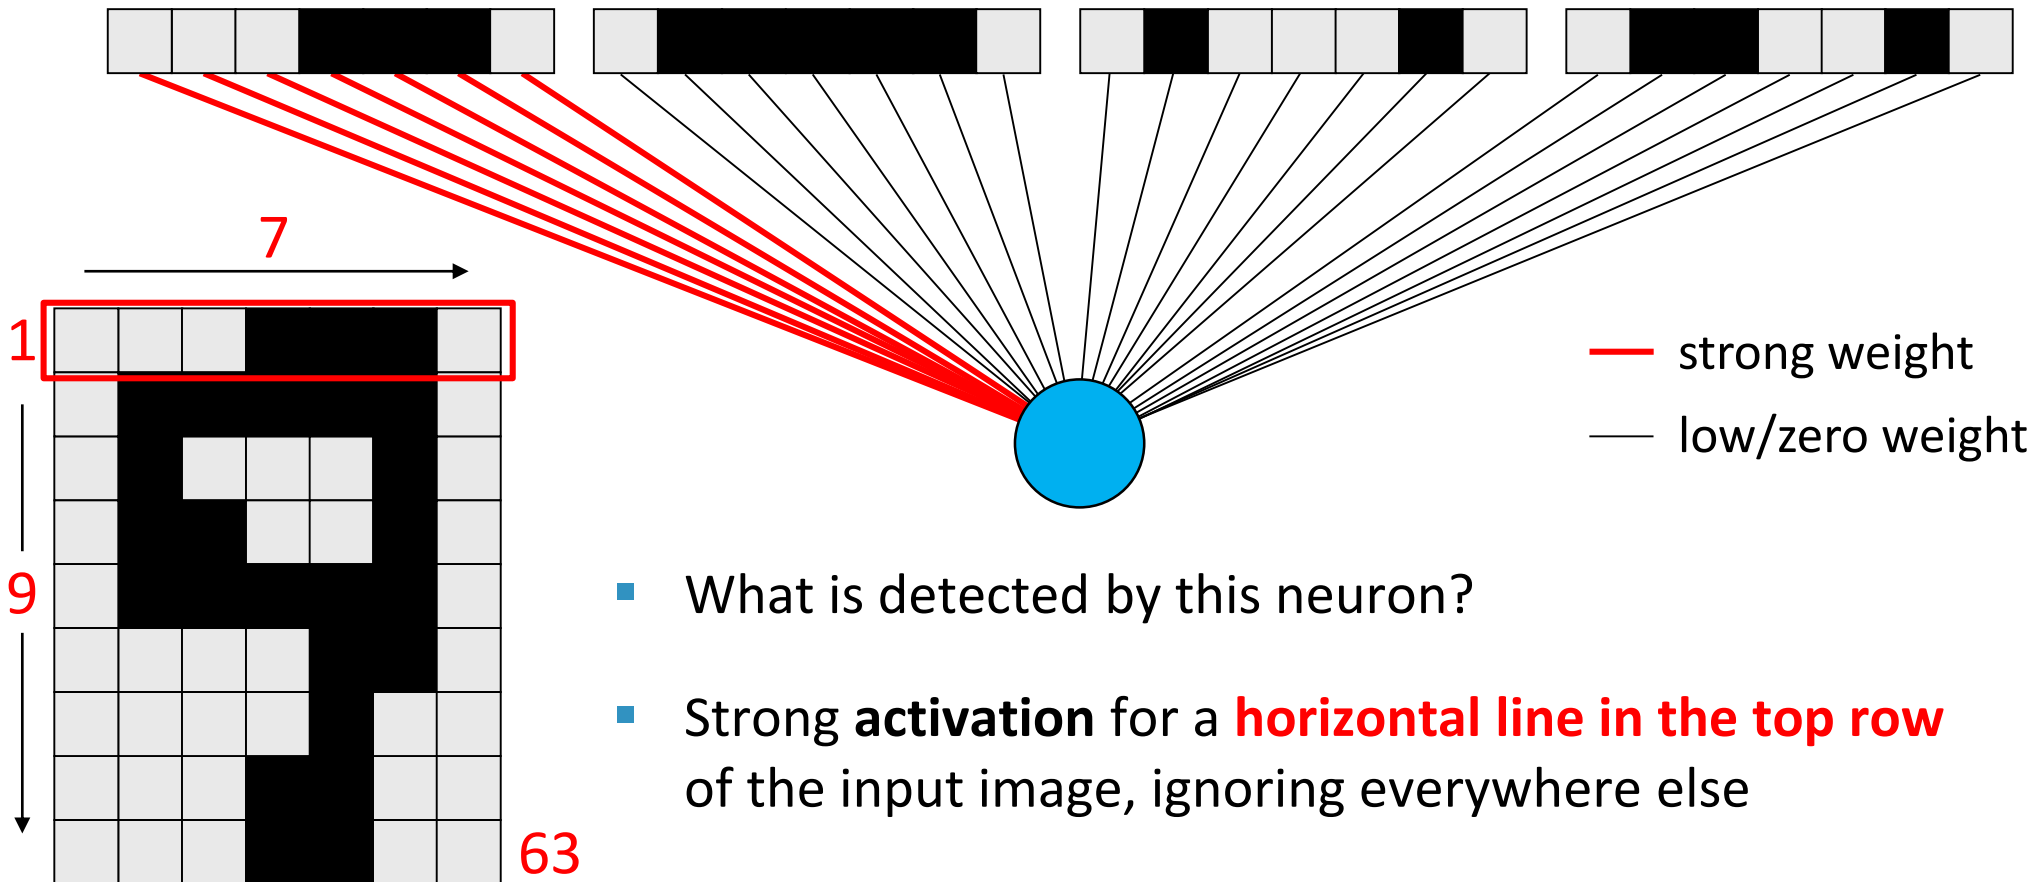 7
1
9
63
strong weight
low/zero weight
What is detected by this neuron?
Strong activation for a horizontal line in the top row
of the input image, ignoring everywhere else